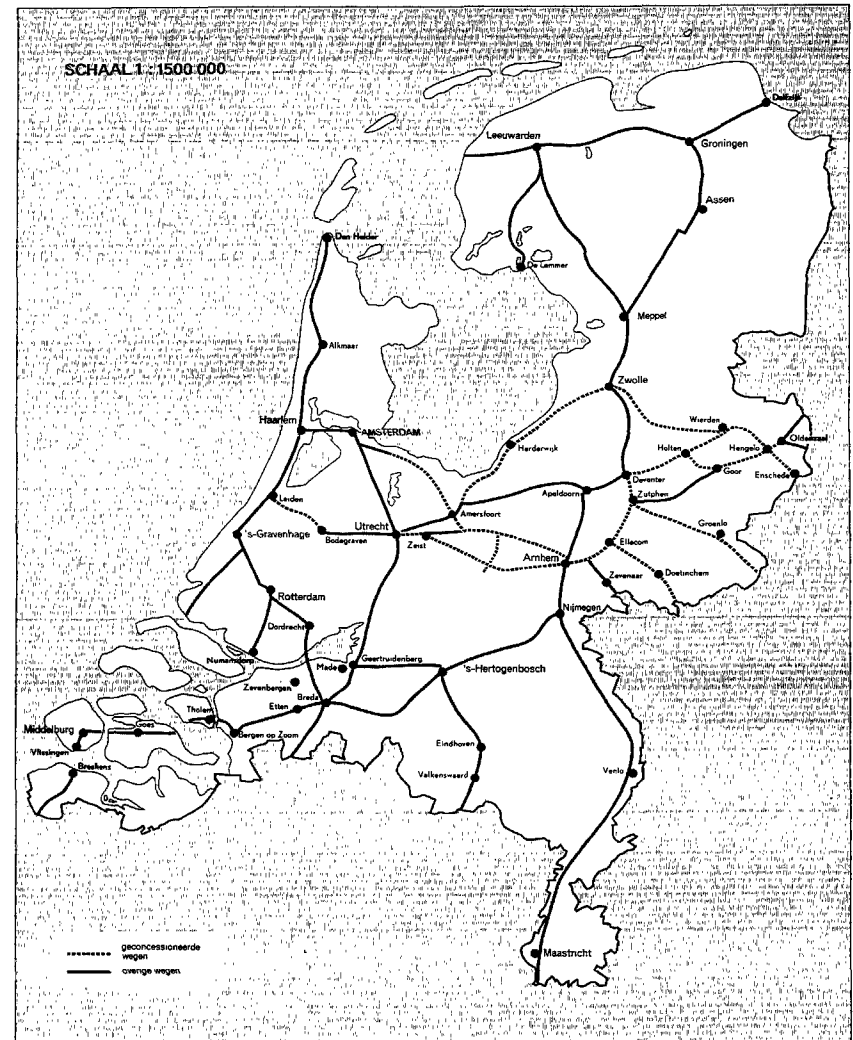 SCHAAL 1 : 1500 000
Delfzijl
Leeuwarden
Groningen
Assen
Den Helder
De Lemmer
Meppel
Alkmaar
Zwolle
Haarlem
AMSTERDAM
Wierden
Oldenzaal
Harderwijk
Holten
Hengelo
Deventer
Goor
Enschede
Apeldoorn
Zutphen
Leiden
Amersfoort
Utrecht
Groenlo
's-Gravenhage
Bodegraven
Zeist
Ellecom
Arnhem
Zevenaar
Doetinchem
Rotterdam
Nijmegen
Dordrecht
Numansdorp
Made
Geertruidenberg
's-Hertogenbosch
Zevenbergen
Breda
Tholen
Etten
Middelburg
Goes
Bergen op Zoom
Vlissingen
Eindhoven
Breskens
Valkenswaard
Venlo
geconcessioneerde
wegen
overige wegen
Maastricht